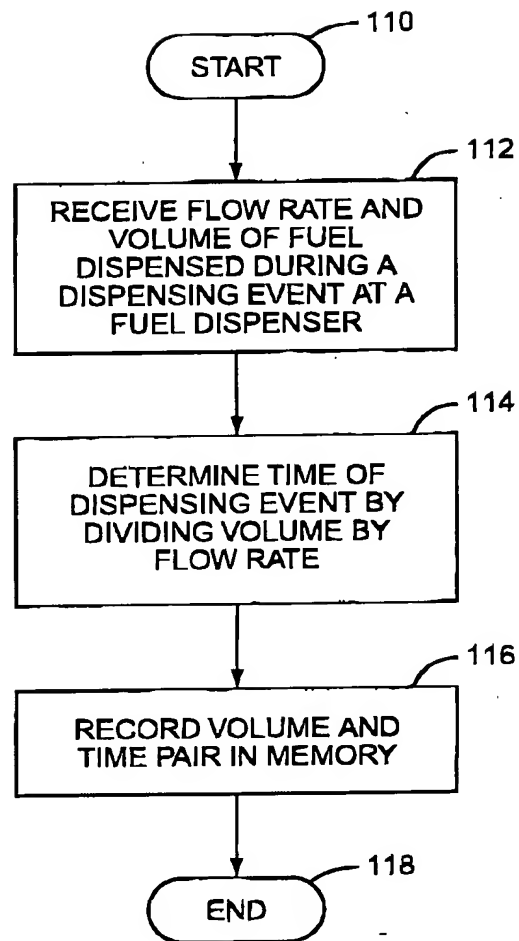 110
START
112
RECEIVE FLOW RATE AND
VOLUME OF FUEL
DISPENSED DURING A
DISPENSING EVENT AT A
FUEL DISPENSER
114
DETERMINE TIME OF
DISPENSING EVENT BY
DIVIDING VOLUME BY
FLOW RATE
116
RECORD VOLUME AND
TIME PAIR IN MEMORY
118
END